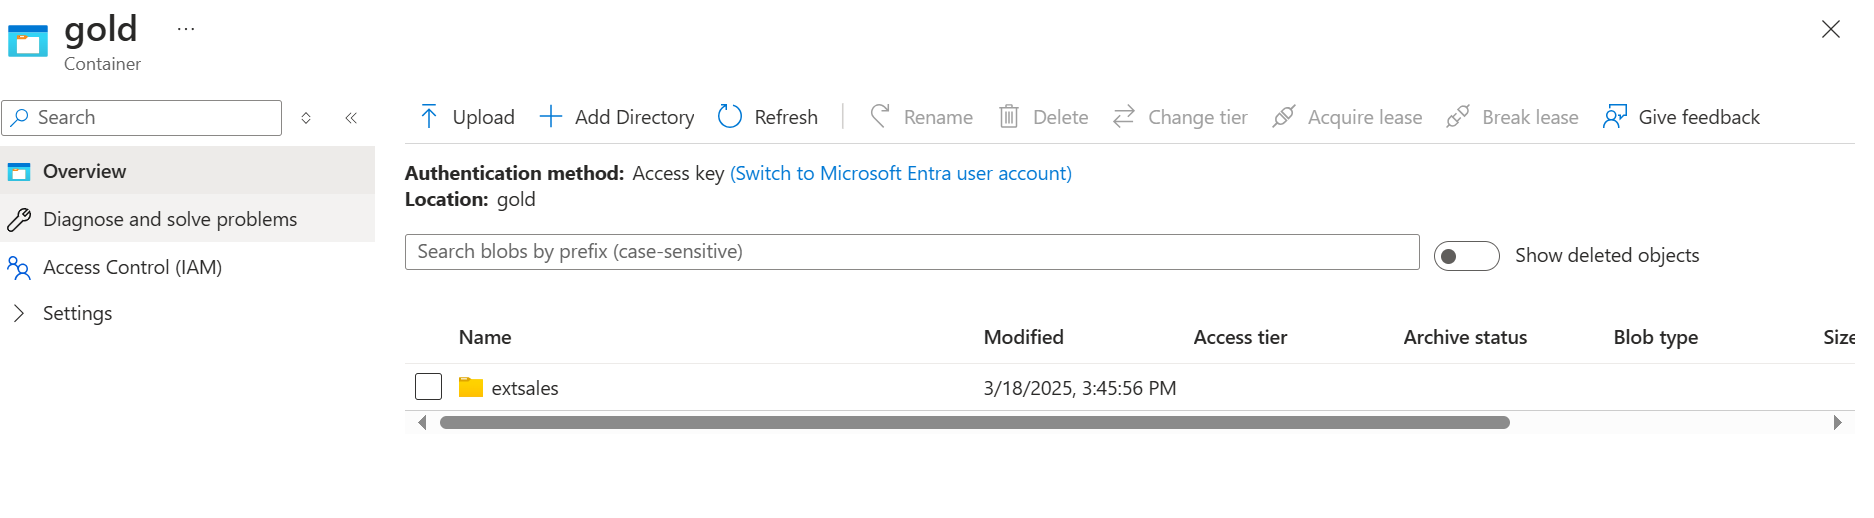 gold ...
Container
Search
Upload Add Directory Refresh Rename Delete Change tier Acquire lease Break lease Give feedback
Overview
Diagnose and solve problems
Access Control (IAM)
Settings
Authentication method: Access key (Switch to Microsoft Entra user account)
Location: gold
Search blobs by prefix (case-sensitive)
Show deleted objects
Name Modified Access tier Archive status Blob type Size
extsales 3/18/2025, 3:45:56 PM